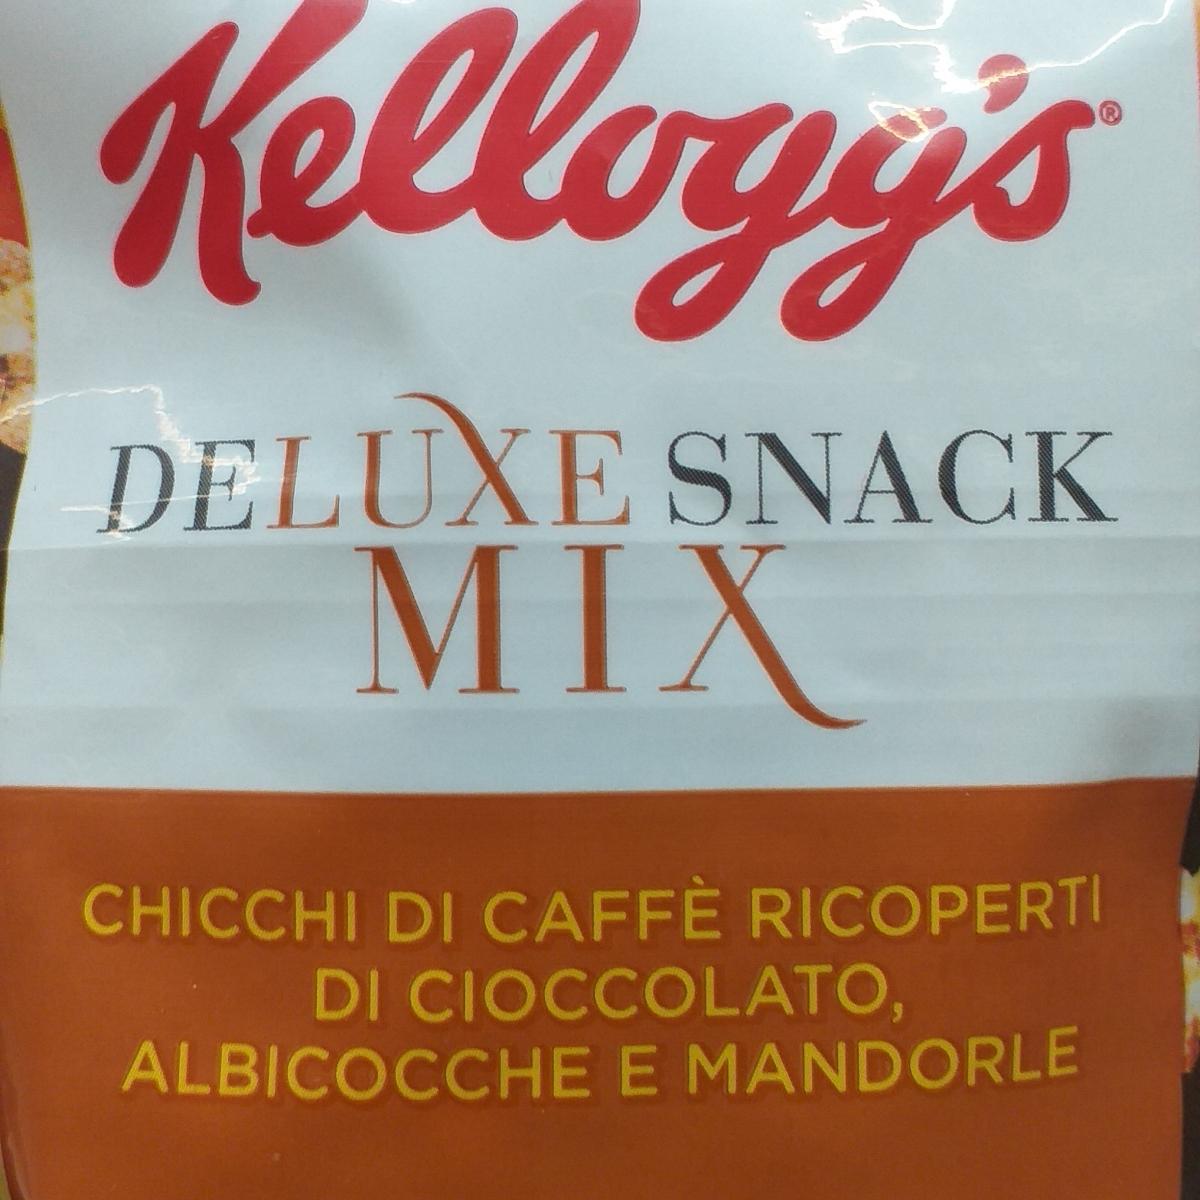 Kellogg's®
DELUXE SNACK
MIX
CHICCHI DI CAFFÈ RICOPERTI
DI CIOCCOLATO,
ALBICOCCHE E MANDORLE